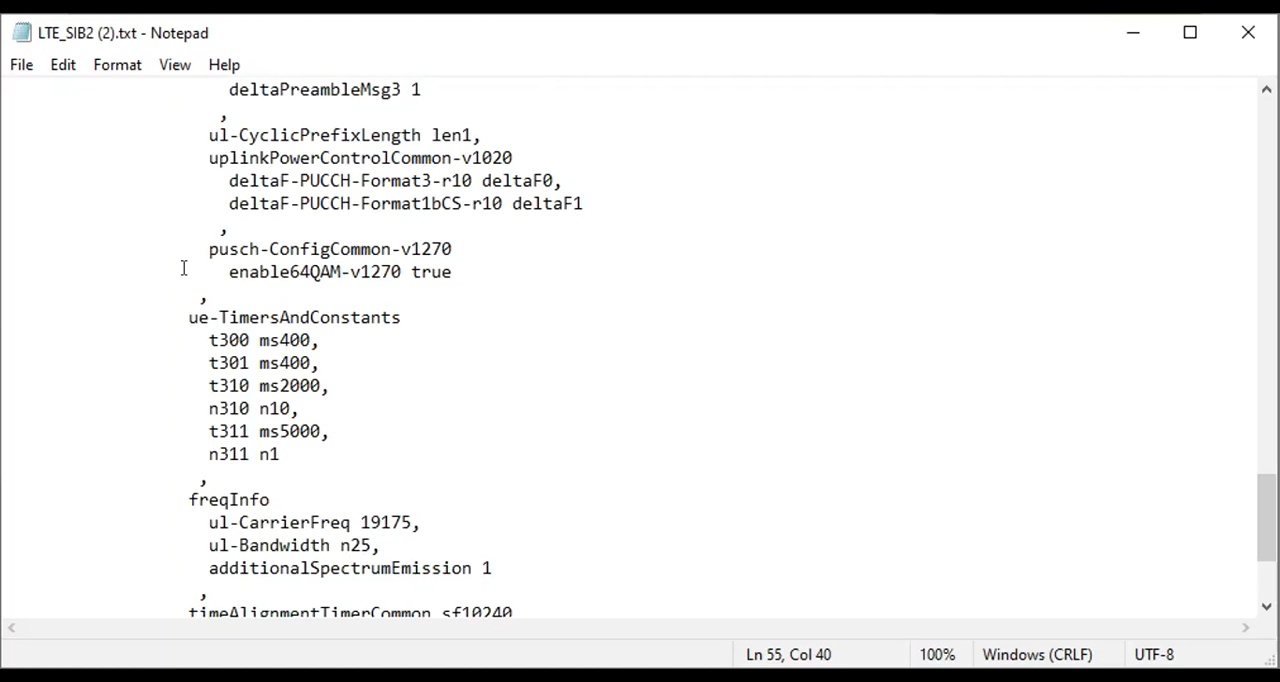 LTE_SIB2 (2).txt - Notepad
File Edit Format View Help
deltaPreambleMsg3 1
,
ul-CyclicPrefixLength len1,
uplinkPowerControlCommon-v1020
deltaF-PUCCH-Format3-r10 deltaF0,
deltaF-PUCCH-Format1bCS-r10 deltaF1
,
pusch-ConfigCommon-v1270
enable64QAM-v1270 true
,
ue-TimersAndConstants
t300 ms400,
t301 ms400,
t310 ms2000,
n310 n10,
t311 ms5000,
n311 n1
,
freqInfo
ul-CarrierFreq 19175,
ul-Bandwidth n25,
additionalSpectrumEmission 1
,
timeAlignmentTimerCommon sf10240
Ln 55, Col 40 100% Windows (CRLF) UTF-8